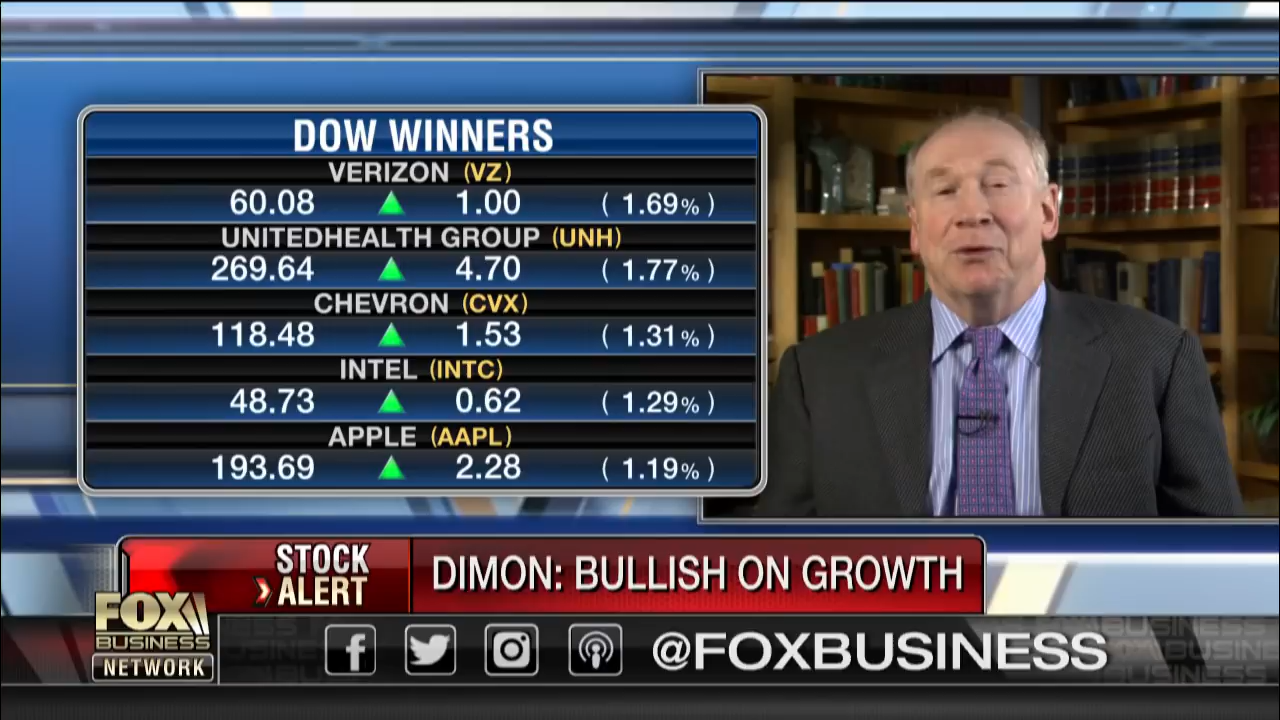 DOW WINNERS
VERIZON (VZ)
60.08 ▲ 1.00 (1.69%)
UNITEDHEALTH GROUP (UNH)
269.64 ▲ 4.70 (1.77%)
CHEVRON (CVX)
118.48 ▲ 1.53 (1.31%)
INTEL (INTC)
48.73 ▲ 0.62 (1.29%)
APPLE (AAPL)
193.69 ▲ 2.28 (1.19%)
STOCK
ALERT
DIMON: BULLISH ON GROWTH
FOX
BUSINESS
NETWORK
@FOXBUSINESS
BUSINESS
BUSINESS